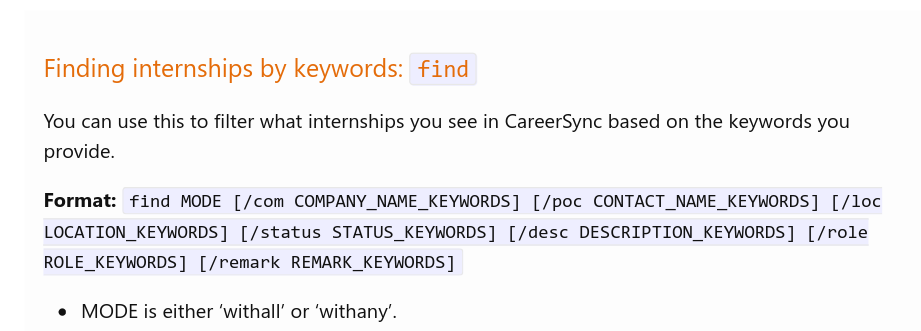 Finding internships by keywords: find
You can use this to filter what internships you see in CareerSync based on the keywords you
provide.
Format: find MODE [/com COMPANY_NAME_KEYWORDS] [/poc CONTACT_NAME_KEYWORDS] [/loc
LOCATION_KEYWORDS] [/status STATUS_KEYWORDS] [/desc DESCRIPTION_KEYWORDS] [/role
ROLE_KEYWORDS] [/remark REMARK_KEYWORDS]
• MODE is either ‘withall’ or ‘withany’.